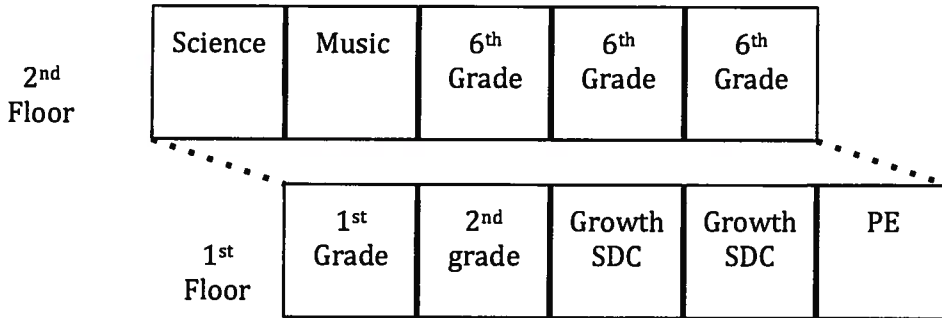 2nd
Floor
Science
Music
6th
Grade
6th
Grade
6th
Grade
1st
Floor
1st
Grade
2nd
grade
Growth
SDC
Growth
SDC
PE